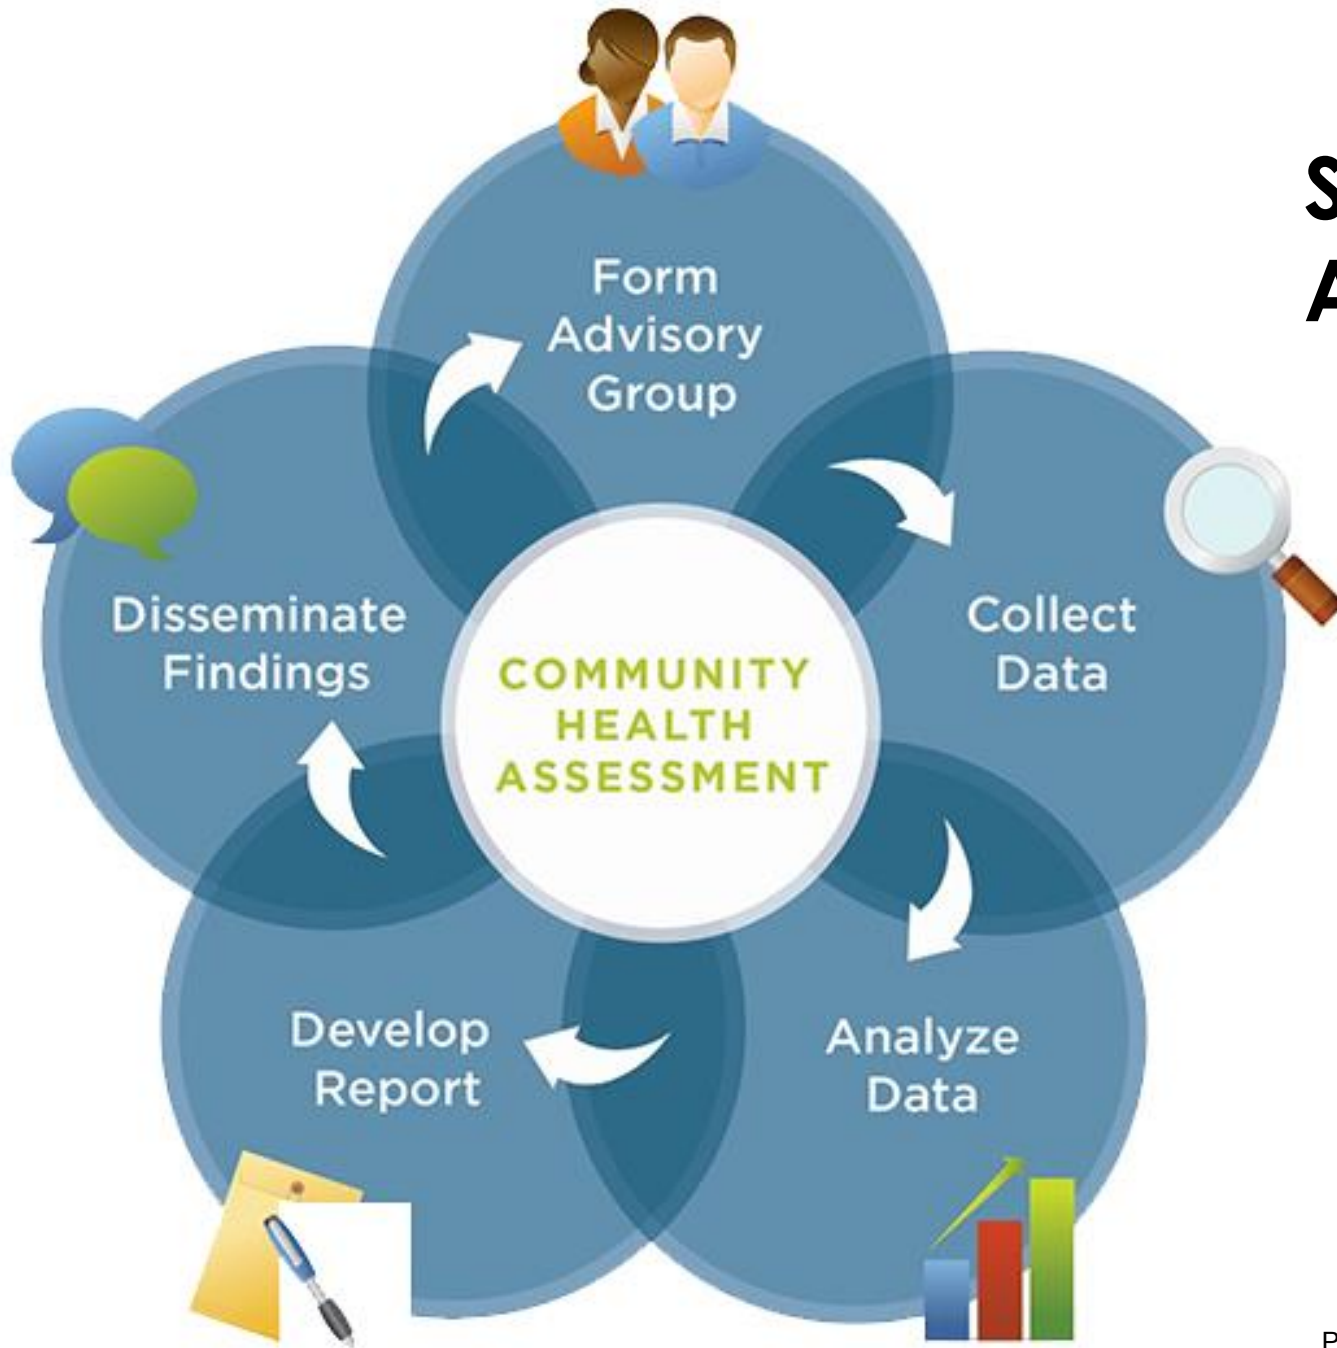 S
A
Form
Advisory
Group
Collect
Data
Analyze
Data
Develop
Report
Disseminate
Findings
COMMUNITY
HEALTH
ASSESSMENT
P